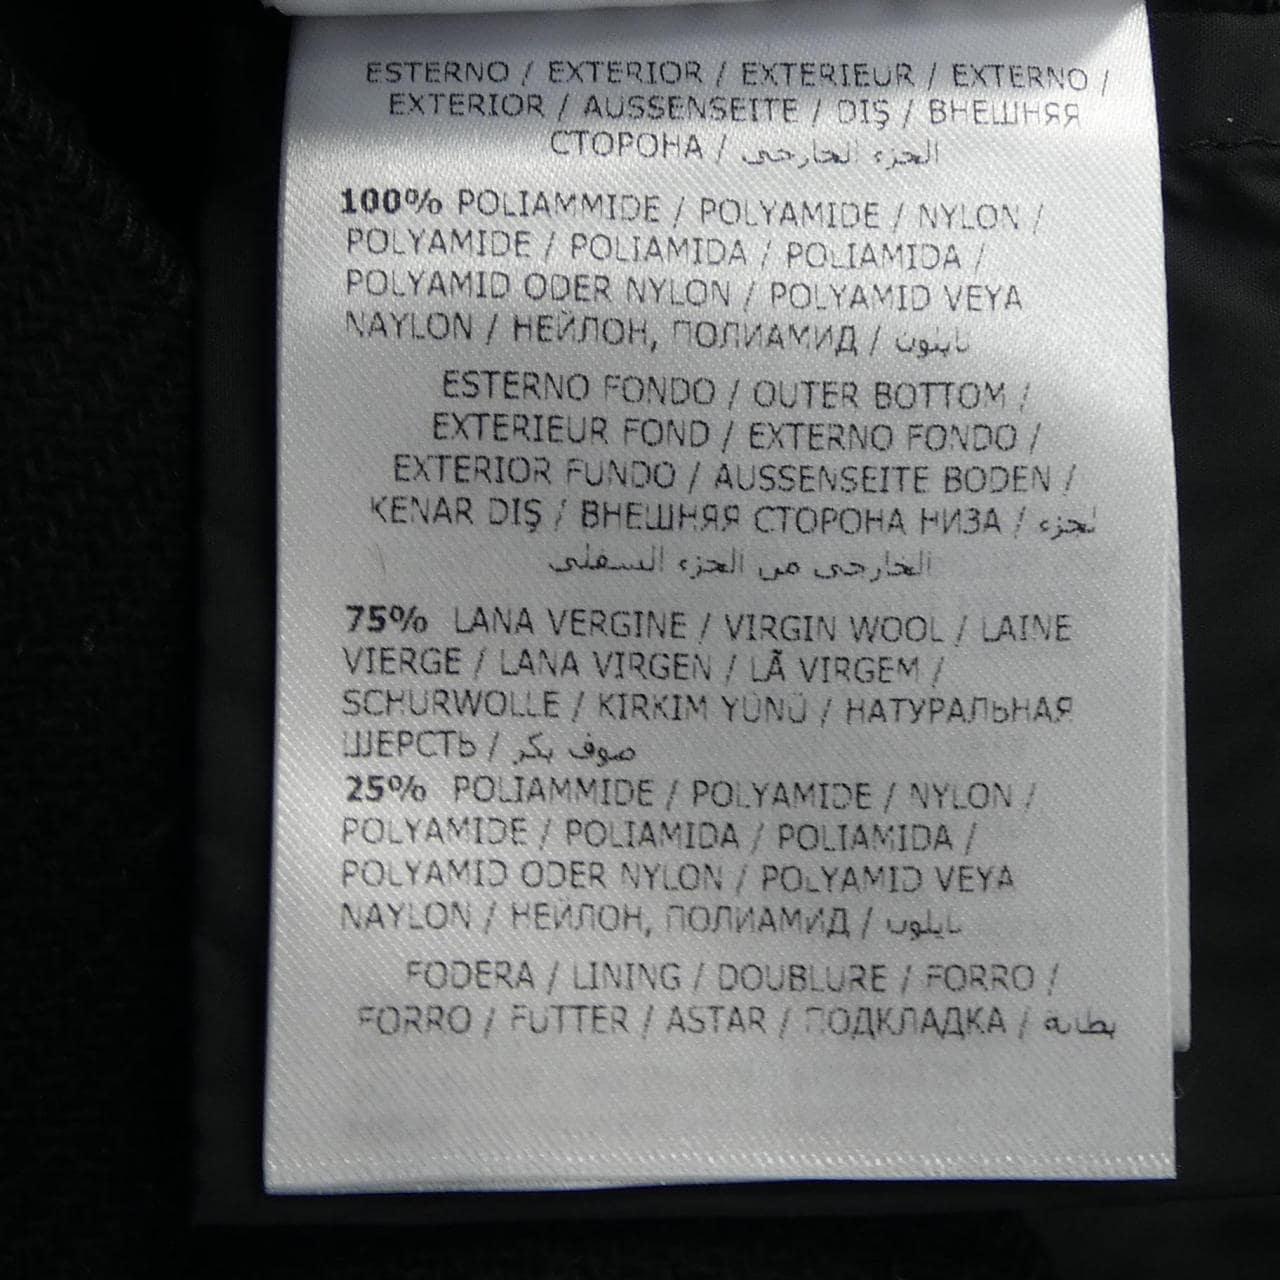 ESTERNO / EXTERIOR / EXTERIEUR / EXTERNO /
EXTERIOR / AUSSENSEITE / DIŞ / ВНЕШНЯЯ
СТОРОНА / الجزء الخارجى
100% POLIAMMIDE / POLYAMIDE / NYLON /
POLYAMIDE / POLIAMIDA / POLIAMIDA /
POLYAMID ODER NYLON / POLYAMID VEYA
NAYLON / НЕЙЛОН, ПОЛИАМИД / نايلون
ESTERNO FONDO / OUTER BOTTOM /
EXTERIEUR FOND / EXTERNO FONDO /
EXTERIOR FUNDO / AUSSENSEITE BODEN /
KENAR DIŞ / ВНЕШНЯЯ СТОРОНА НИЗА / لجزء
الخارجى من الجزء السفلى
75% LANA VERGINE / VIRGIN WOOL / LAINE
VIERGE / LANA VIRGEN / LÃ VIRGEM /
SCHURWOLLE / KIRKIM YÜNÜ / НАТУРАЛЬНАЯ
ШЕРСТЬ / صوف بكر
25% POLIAMMIDE / POLYAMIDE / NYLON /
POLYAMIDE / POLIAMIDA / POLIAMIDA /
POLYAMID ODER NYLON / POLYAMID VEYA
NAYLON / НЕЙЛОН, ПОЛИАМИД / نايلون
FODERA / LINING / DOUBLURE / FORRO /
FORRO / FUTTER / ASTAR / ПОДКЛАДКА / بطانة